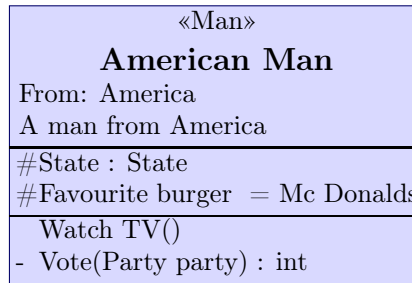 «Man»
American Man
From: America
A man from America
#State : State
#Favourite burger = Mc Donalds
Watch TV()
- Vote(Party party) : int